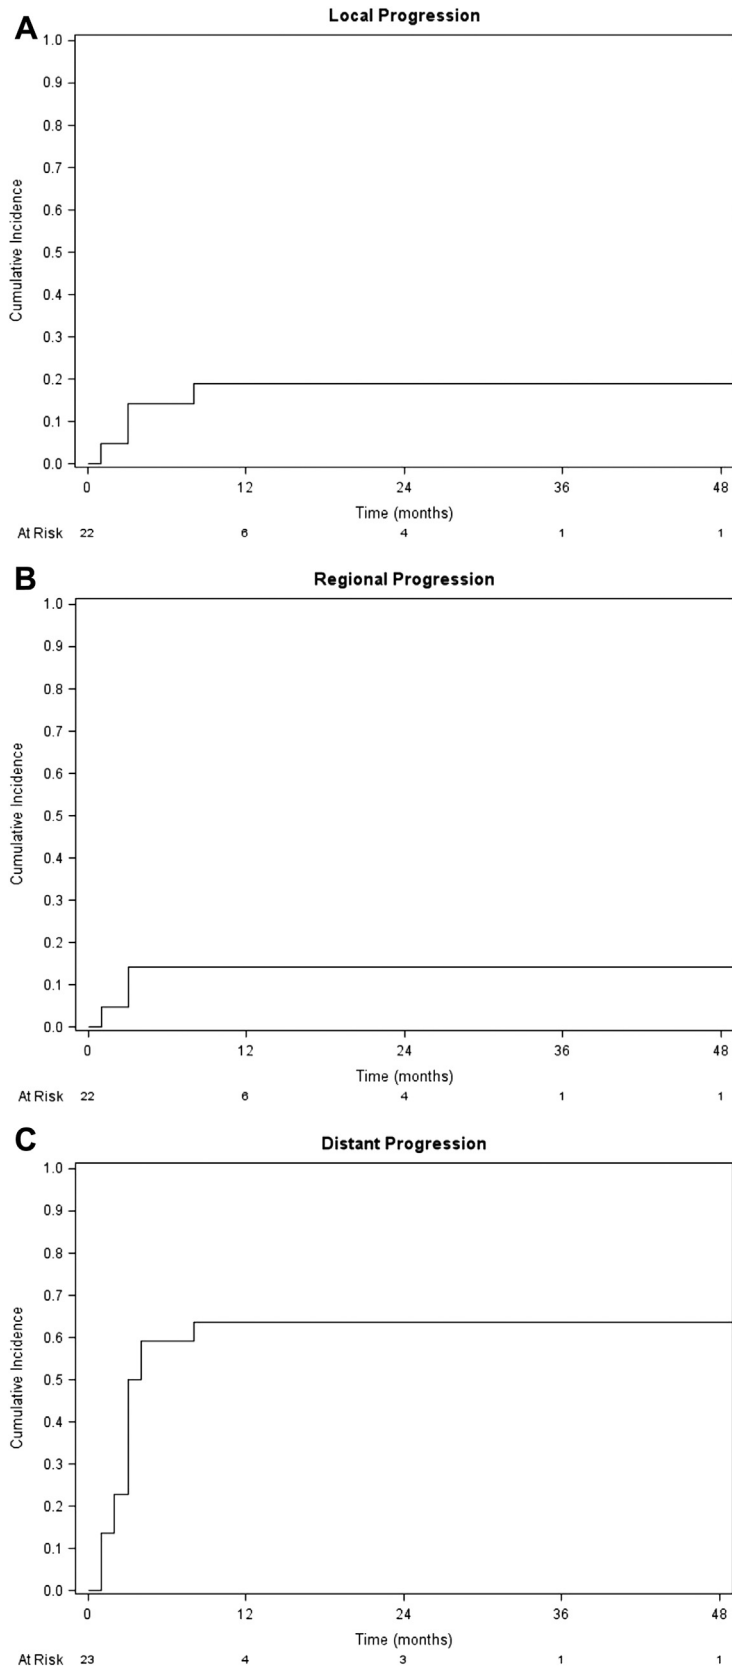 A
Local Progression
1.0
0.9
0.8
0.7
0.6
0.5
0.4
0.3
0.2
0.1
0.0
Cumulative Incidence
0 12 24 36 48
Time (months)
At Risk 22 6 4 1 1
B
Regional Progression
1.0
0.9
0.8
0.7
0.6
0.5
0.4
0.3
0.2
0.1
0.0
Cumulative Incidence
0 12 24 36 48
Time (months)
At Risk 22 6 4 1 1
C
Distant Progression
1.0
0.9
0.8
0.7
0.6
0.5
0.4
0.3
0.2
0.1
0.0
Cumulative Incidence
0 12 24 36 48
Time (months)
At Risk 23 4 3 1 1